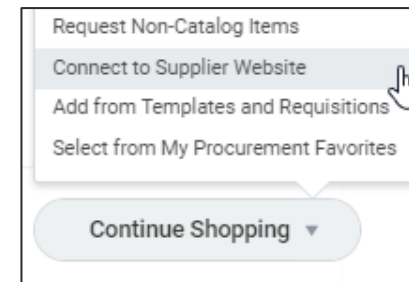 Request Non-Catalog Items
Connect to Supplier Website
Add from Templates and Requisitions
Select from My Procurement Favorites
Continue Shopping